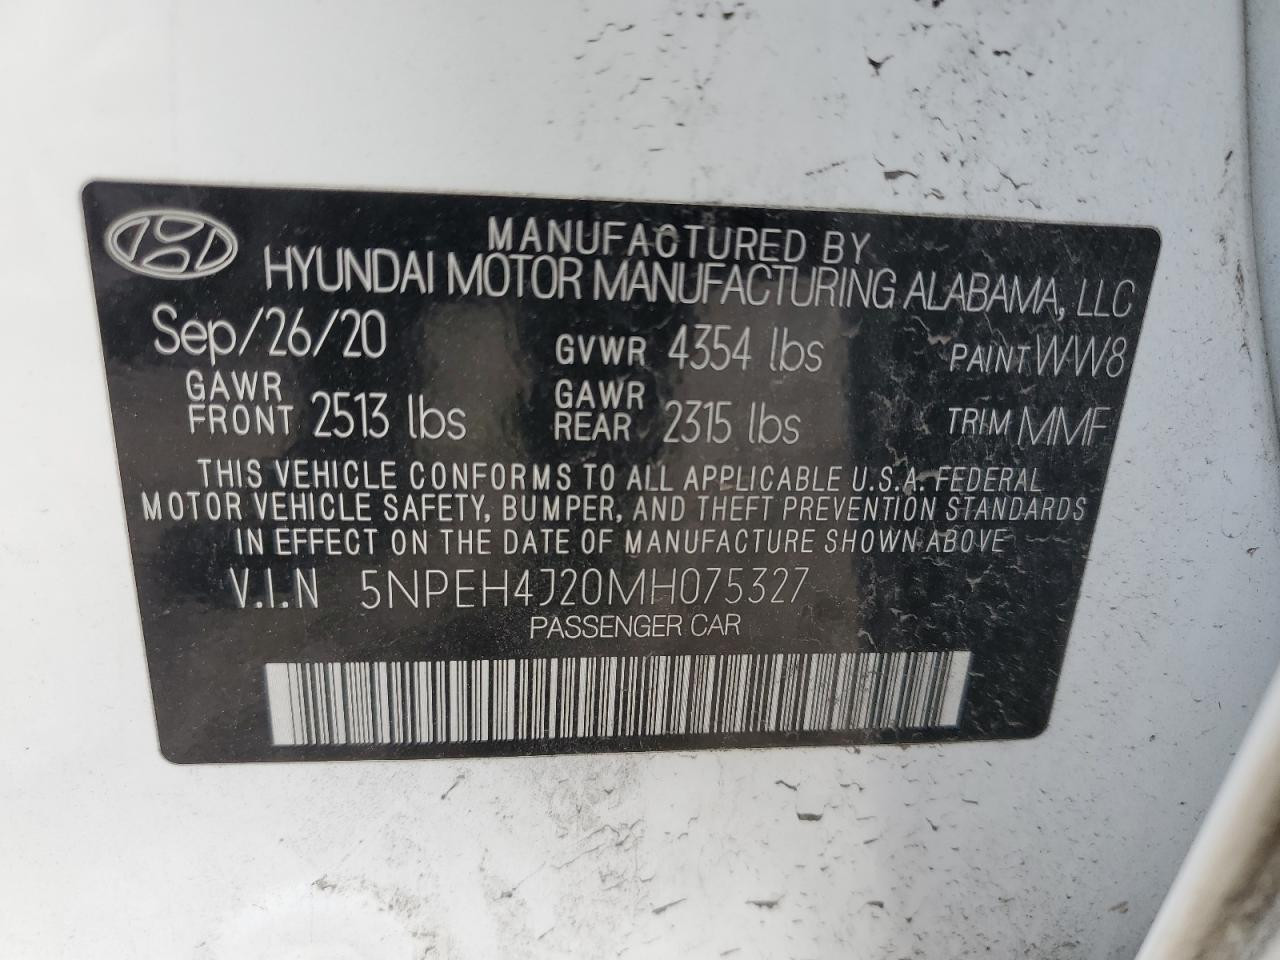 MANUFACTURED BY
HYUNDAI MOTOR MANUFACTURING ALABAMA, LLC
Sep/26/20 GVWR 4354 lbs PAINT WW8
GAWR FRONT 2513 lbs GAWR REAR 2315 lbs TRIM MMF
THIS VEHICLE CONFORMS TO ALL APPLICABLE U.S.A. FEDERAL
MOTOR VEHICLE SAFETY, BUMPER, AND THEFT PREVENTION STANDARDS
IN EFFECT ON THE DATE OF MANUFACTURE SHOWN ABOVE
V.I.N 5NPEH4J20MH075327
PASSENGER CAR